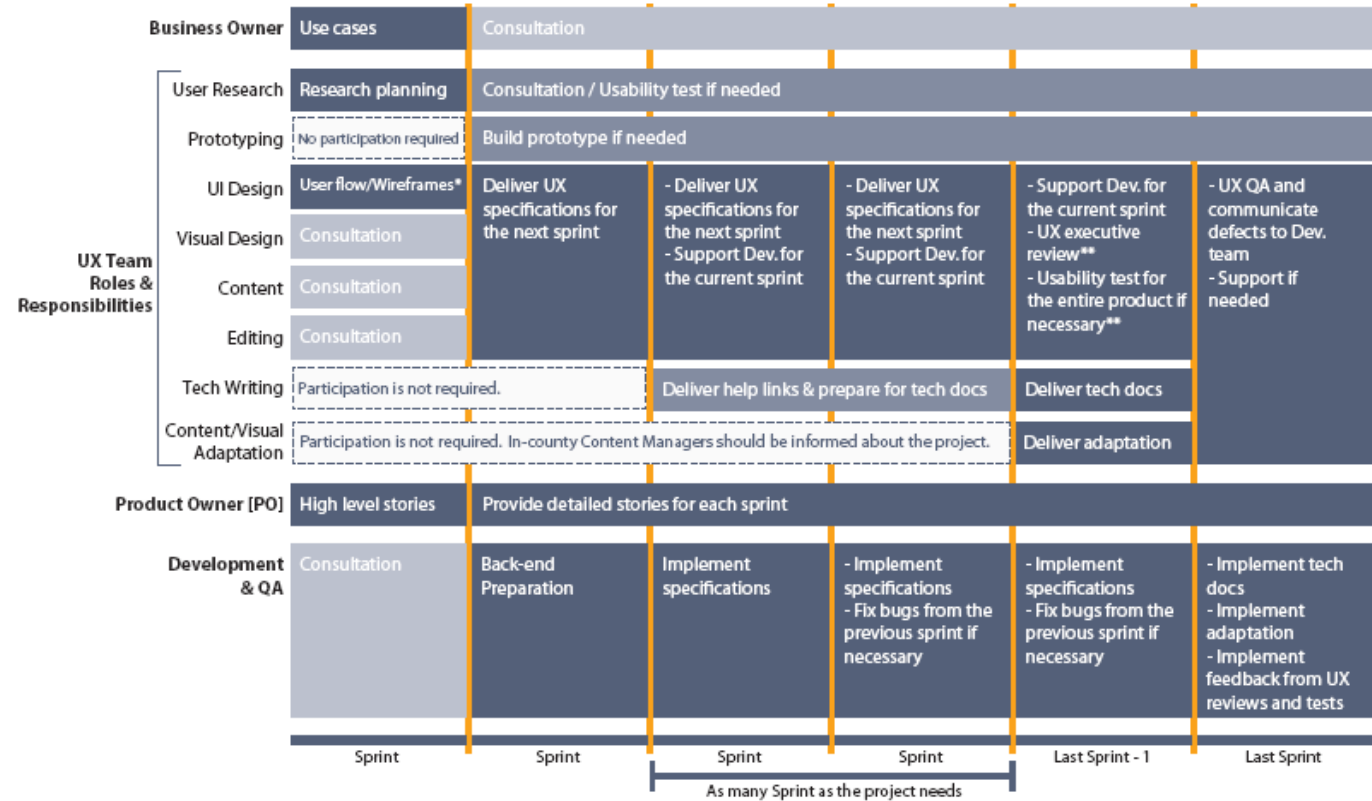 Business Owner
Use cases
Consultation
UX Team
Roles &
Responsibilities
User Research
Research planning
Consultation / Usability test if needed
Prototyping
No participation required
Build prototype if needed
UI Design
User flow/Wireframes*
Visual Design
Consultation
Content
Consultation
Editing
Consultation
Deliver UX
specifications for
the next sprint
- Deliver UX
specifications for
the next sprint
- Support Dev. for
the current sprint
- Deliver UX
specifications for
the next sprint
- Support Dev. for
the current sprint
- Support Dev. for
the current sprint
- UX executive
review**
- Usability test for
the entire product if
necessary**
- UX QA and
communicate
defects to Dev.
team
- Support if
needed
Tech Writing
Participation is not required.
Deliver help links & prepare for tech docs
Deliver tech docs
Content/Visual
Adaptation
Participation is not required. In-county Content Managers should be informed about the project.
Deliver adaptation
Product Owner [PO]
High level stories
Provide detailed stories for each sprint
Development
& QA
Consultation
Back-end
Preparation
Implement
specifications
- Implement
specifications
- Fix bugs from the
previous sprint if
necessary
- Implement
specifications
- Fix bugs from the
previous sprint if
necessary
- Implement tech
docs
- Implement
adaptation
- Implement
feedback from UX
reviews and tests
Sprint
Sprint
Sprint
Sprint
Last Sprint - 1
Last Sprint
As many Sprint as the project needs